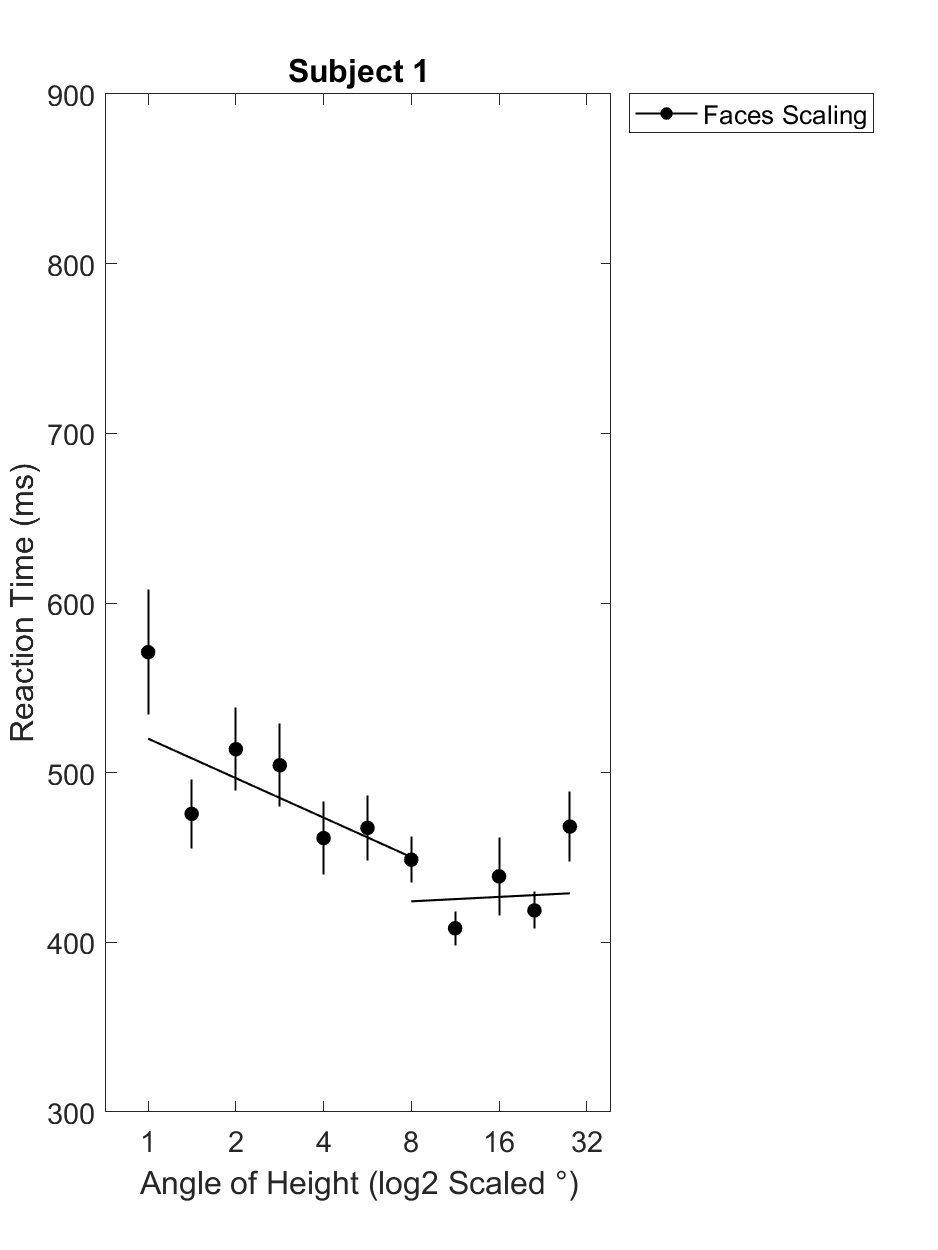 Subject 1
Faces Scaling
900
800
700
600
500
400
300
Reaction Time (ms)
1 2 4 8 16 32
Angle of Height (log2 Scaled °)